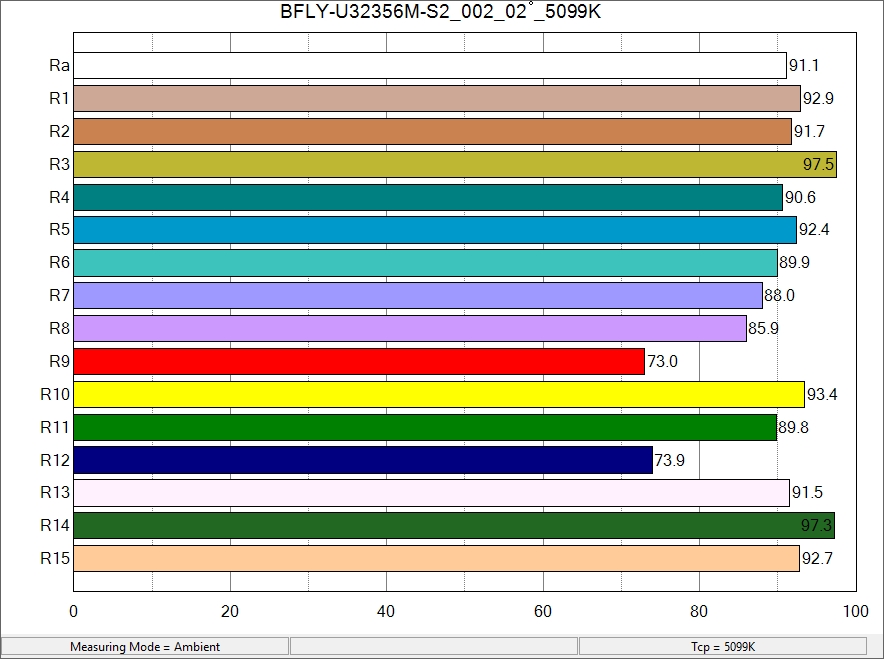 BFLY-U32356M-S2_002_02°_5099K
Ra 91.1
R1 92.9
R2 91.7
R3 97.5
R4 90.6
R5 92.4
R6 89.9
R7 88.0
R8 85.9
R9 73.0
R10 93.4
R11 89.8
R12 73.9
R13 91.5
R14 97.3
R15 92.7
0 20 40 60 80 100
Measuring Mode = Ambient Tcp = 5099K